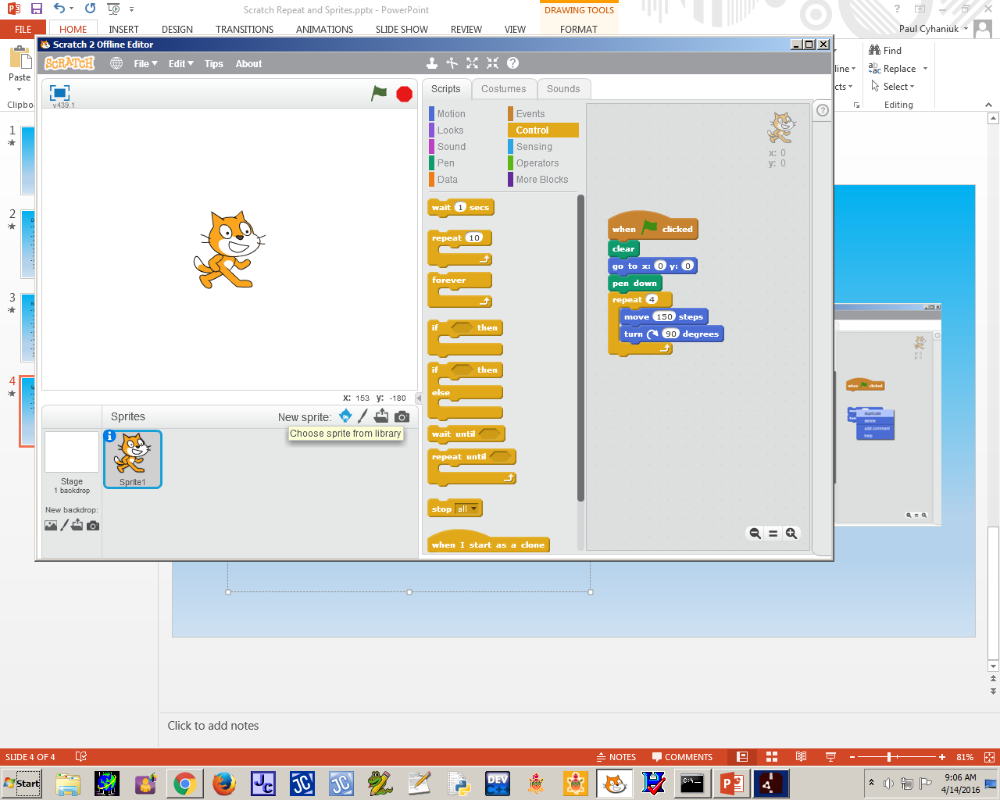 Scratch Repeat and Sprites.pptx - PowerPoint
DRAWING TOOLS
FILE HOME INSERT DESIGN TRANSITIONS ANIMATIONS SLIDE SHOW REVIEW VIEW FORMAT
Paul Cyhaniuk
Paste
Clipb
Find
Replace
Select
Editing
line
cts
Scratch 2 Offline Editor
SCRATCH
File Edit Tips About
v439.1
Scripts Costumes Sounds
Motion Events
Looks Control
Sound Sensing
Pen Operators
Data More Blocks
wait 1 secs
repeat 10
forever
if then
if then
else
wait until
repeat until
stop all
when I start as a clone
x: 0
y: 0
when clicked
clear
go to x: 0 y: 0
pen down
repeat 4
move 150 steps
turn 90 degrees
x: 153 y: -180
Sprites
New sprite:
Choose sprite from library
Stage
1 backdrop
New backdrop:
Sprite1
1
2
3
4
when clicked
duplicate
delete
add comment
help
Click to add notes
SLIDE 4 OF 4
NOTES
COMMENTS
81%
Start
JC
JC
JC
DEV
C:\
9:06 AM
4/14/2016